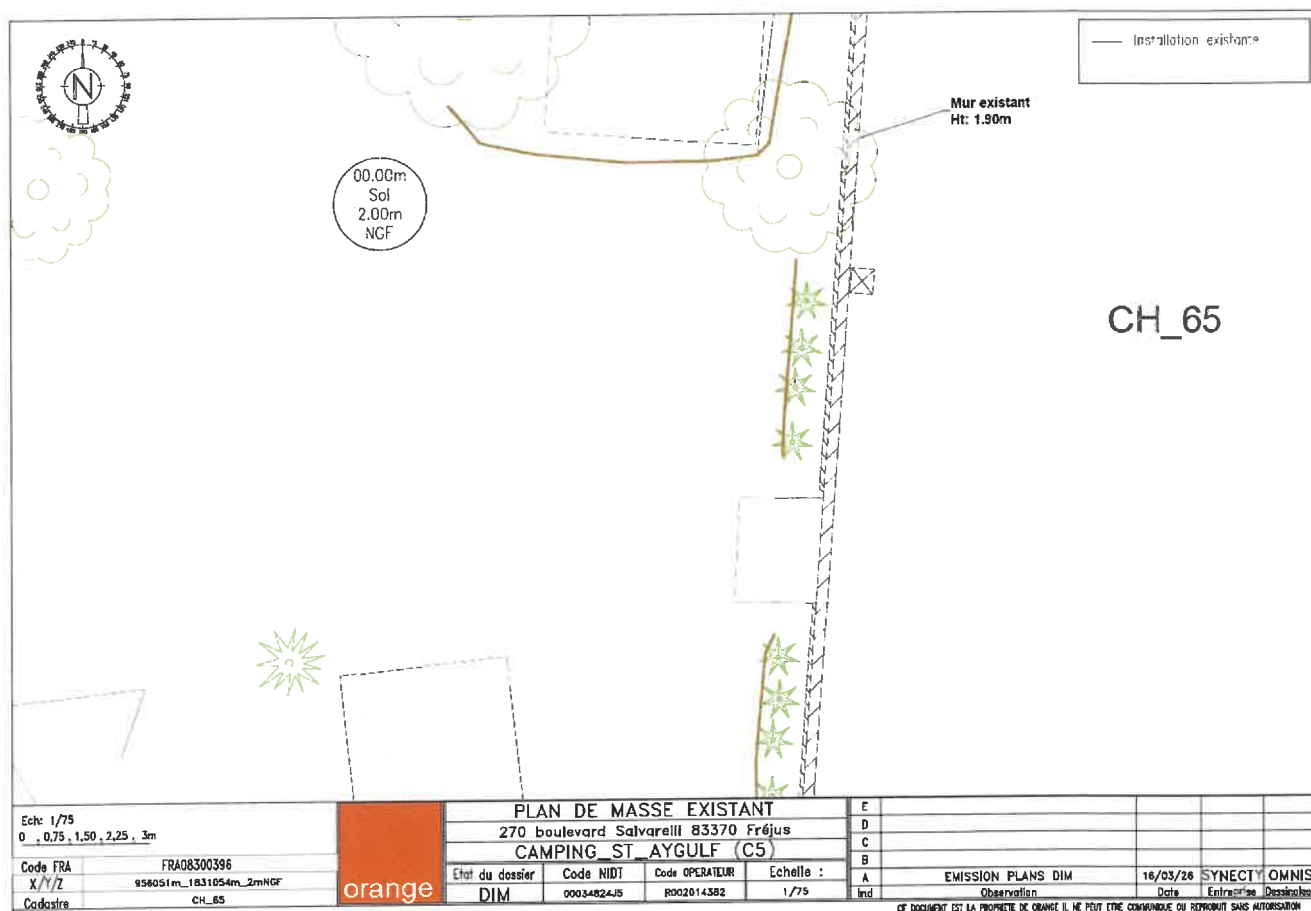 N
Installation existante
Mur existant
Ht: 1.90m
00.00m
Sol
2.00m
NGF
CH_65
Ech: 1/75
0 0,75 1,50 2,25 3m
Code FRA FRA08300396
X/Y/Z 956051m_1831054m_2mNGF
Cadastre CH_65
orange
PLAN DE MASSE EXISTANT
270 boulevard Salvarelli 83370 Fréjus
CAMPING_ST_AYGULF (C5)
Etat du dossier Code NIDT Code OPERATEUR Echelle :
DIM 00034824J5 R002014382 1/75
E
D
C
B
A EMISSION PLANS DIM 16/03/26 SYNECTY OMNIS
Ind Observation Date Entreprise Dessinateur
CE DOCUMENT EST LA PROPRIETE DE ORANGE IL NE PEUT ETRE COMMUNIQUE OU REPRODUIT SANS AUTORISATION